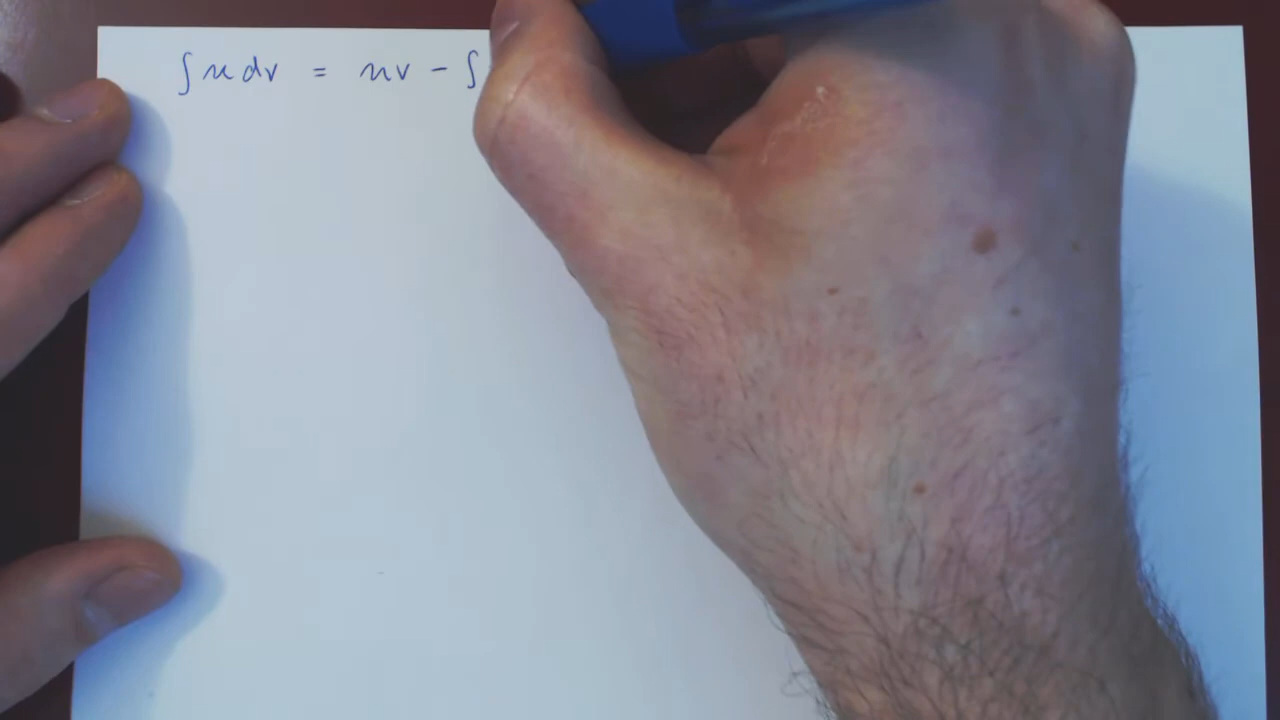 ∫ u dv = uv - ∫